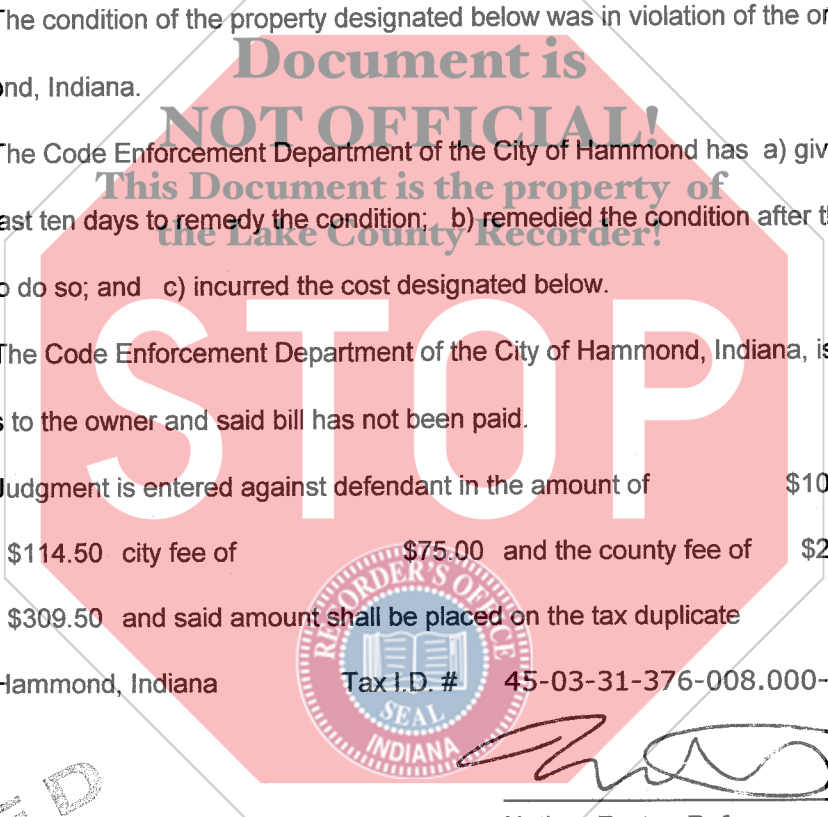 The condition of the property designated below was in violation of the or
Document is
ond, Indiana.
NOT OFFICIAL!
The Code Enforcement Department of the City of Hammond has a) giv
This Document is the property of
ast ten days to remedy the condition; b) remedied the condition after t
the Lake County Recorder!
o do so; and c) incurred the cost designated below.
STOP
The Code Enforcement Department of the City of Hammond, Indiana, is
s to the owner and said bill has not been paid.
Judgment is entered against defendant in the amount of $10
$114.50 city fee of $75.00 and the county fee of $2
$309.50 and said amount shall be placed on the tax duplicate
RECORDER'S OFFICE
SEAL
INDIANA
Hammond, Indiana Tax I.D. # 45-03-31-376-008.000-
ED